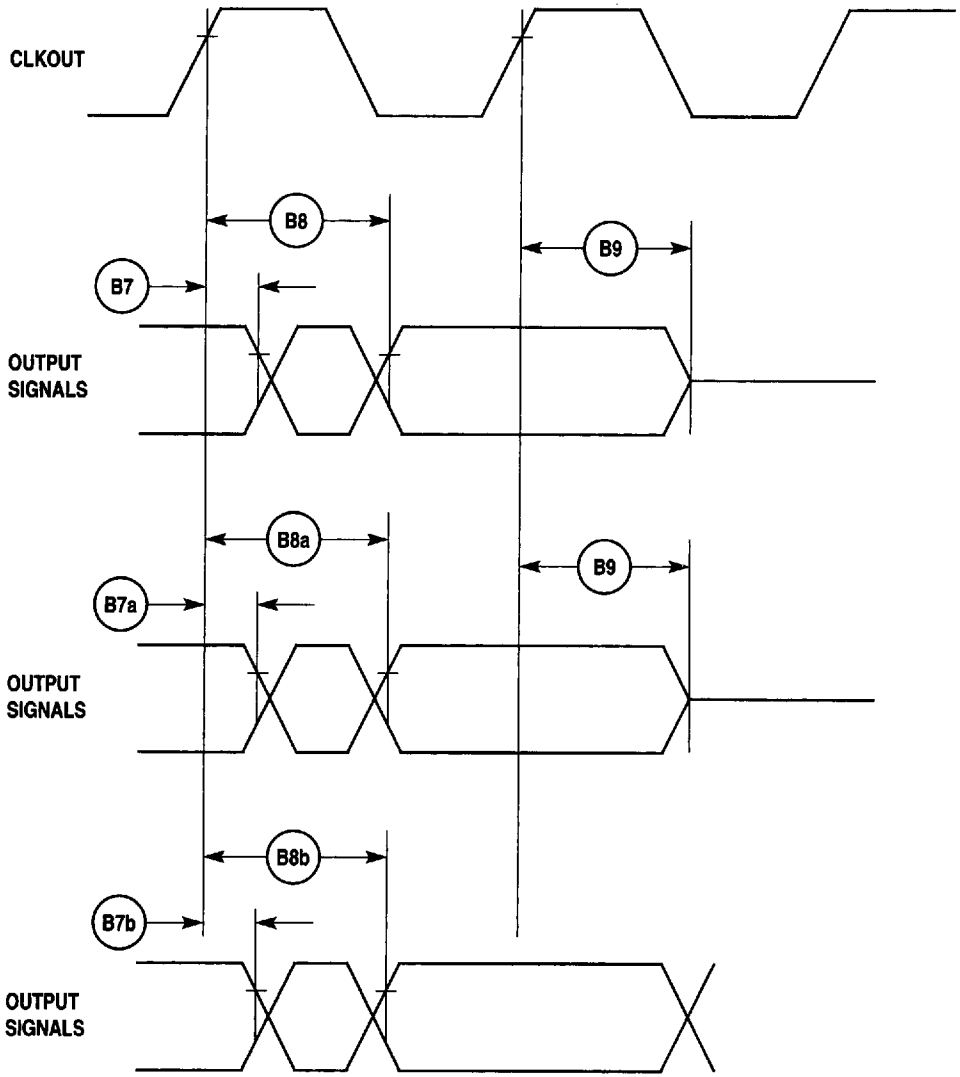 CLKOUT
B8
B9
B7
OUTPUT
SIGNALS
B8a
B9
B7a
OUTPUT
SIGNALS
B8b
B7b
OUTPUT
SIGNALS